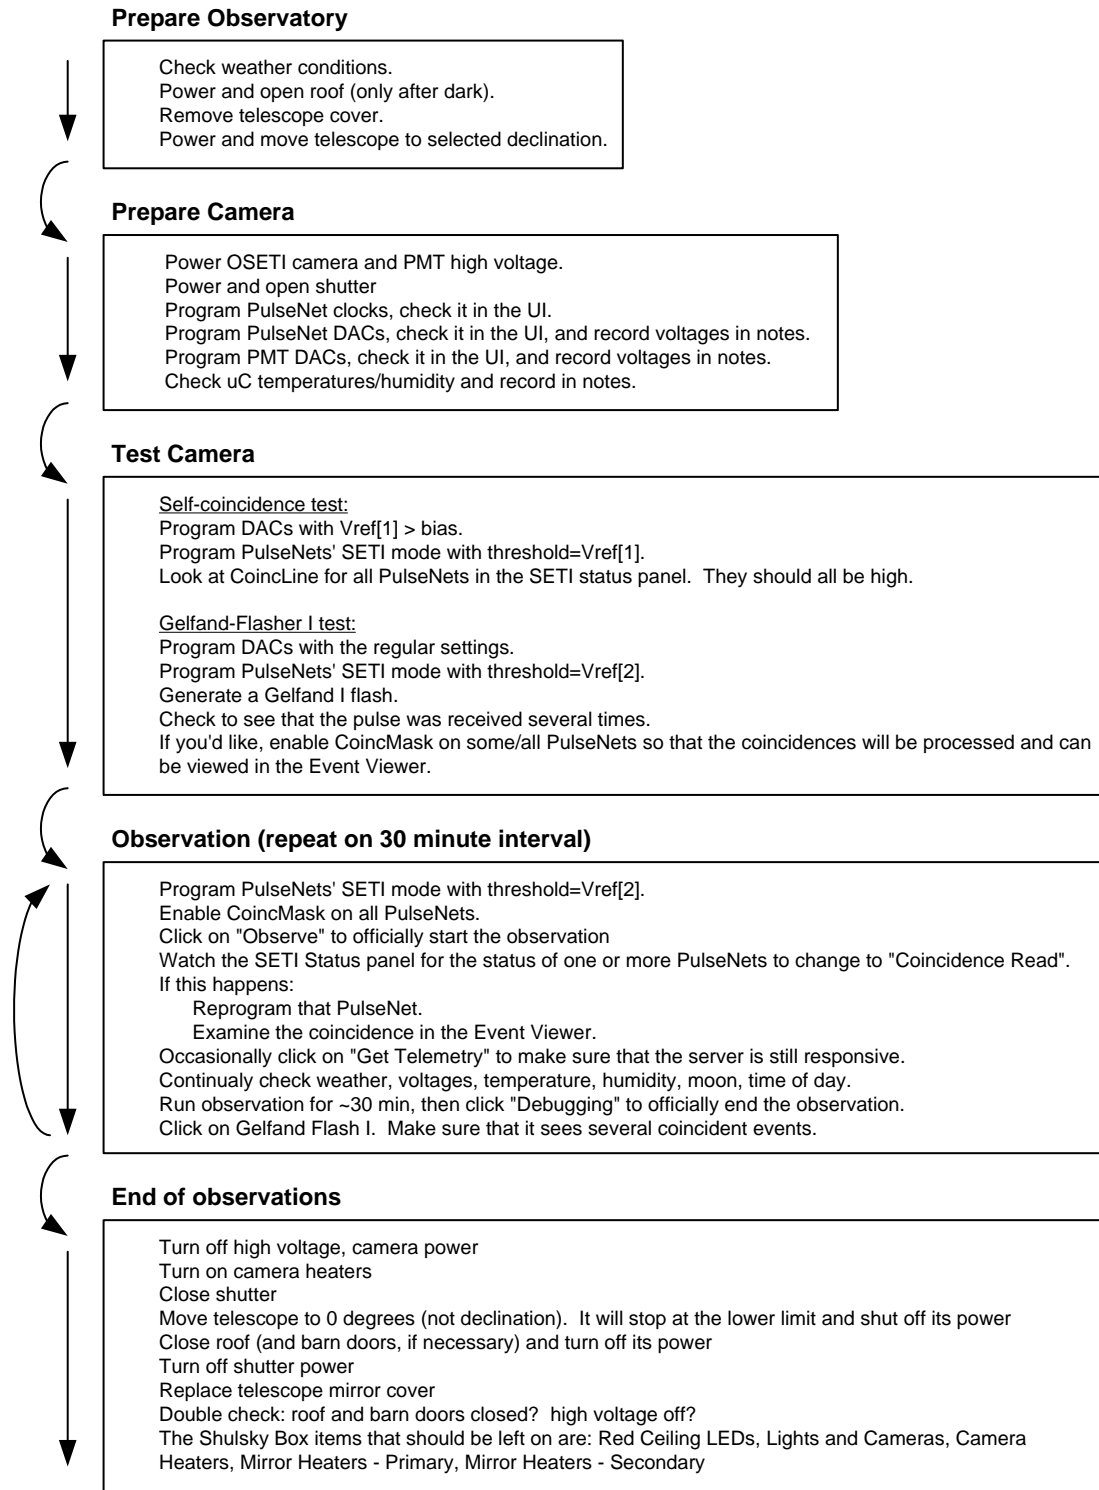 Prepare Observatory
Check weather conditions.
Power and open roof (only after dark).
Remove telescope cover.
Power and move telescope to selected declination.
Prepare Camera
Power OSETI camera and PMT high voltage.
Power and open shutter
Program PulseNet clocks, check it in the UI.
Program PulseNet DACs, check it in the UI, and record voltages in notes.
Program PMT DACs, check it in the UI, and record voltages in notes.
Check uC temperatures/humidity and record in notes.
Test Camera
Self-coincidence test:
Program DACs with Vref[1] > bias.
Program PulseNets' SETI mode with threshold=Vref[1].
Look at CoincLine for all PulseNets in the SETI status panel.  They should all be high.
Gelfand-Flasher I test:
Program DACs with the regular settings.
Program PulseNets' SETI mode with threshold=Vref[2].
Generate a Gelfand I flash.
Check to see that the pulse was received several times.
If you'd like, enable CoincMask on some/all PulseNets so that the coincidences will be processed and can
be viewed in the Event Viewer.
Observation (repeat on 30 minute interval)
Program PulseNets' SETI mode with threshold=Vref[2].
Enable CoincMask on all PulseNets.
Click on "Observe" to officially start the observation
Watch the SETI Status panel for the status of one or more PulseNets to change to "Coincidence Read".
If this happens:
Reprogram that PulseNet.
Examine the coincidence in the Event Viewer.
Occasionally click on "Get Telemetry" to make sure that the server is still responsive.
Continualy check weather, voltages, temperature, humidity, moon, time of day.
Run observation for ~30 min, then click "Debugging" to officially end the observation.
Click on Gelfand Flash I.  Make sure that it sees several coincident events.
End of observations
Turn off high voltage, camera power
Turn on camera heaters
Close shutter
Move telescope to 0 degrees (not declination).  It will stop at the lower limit and shut off its power
Close roof (and barn doors, if necessary) and turn off its power
Turn off shutter power
Replace telescope mirror cover
Double check: roof and barn doors closed?  high voltage off?
The Shulsky Box items that should be left on are: Red Ceiling LEDs, Lights and Cameras, Camera
Heaters, Mirror Heaters - Primary, Mirror Heaters - Secondary